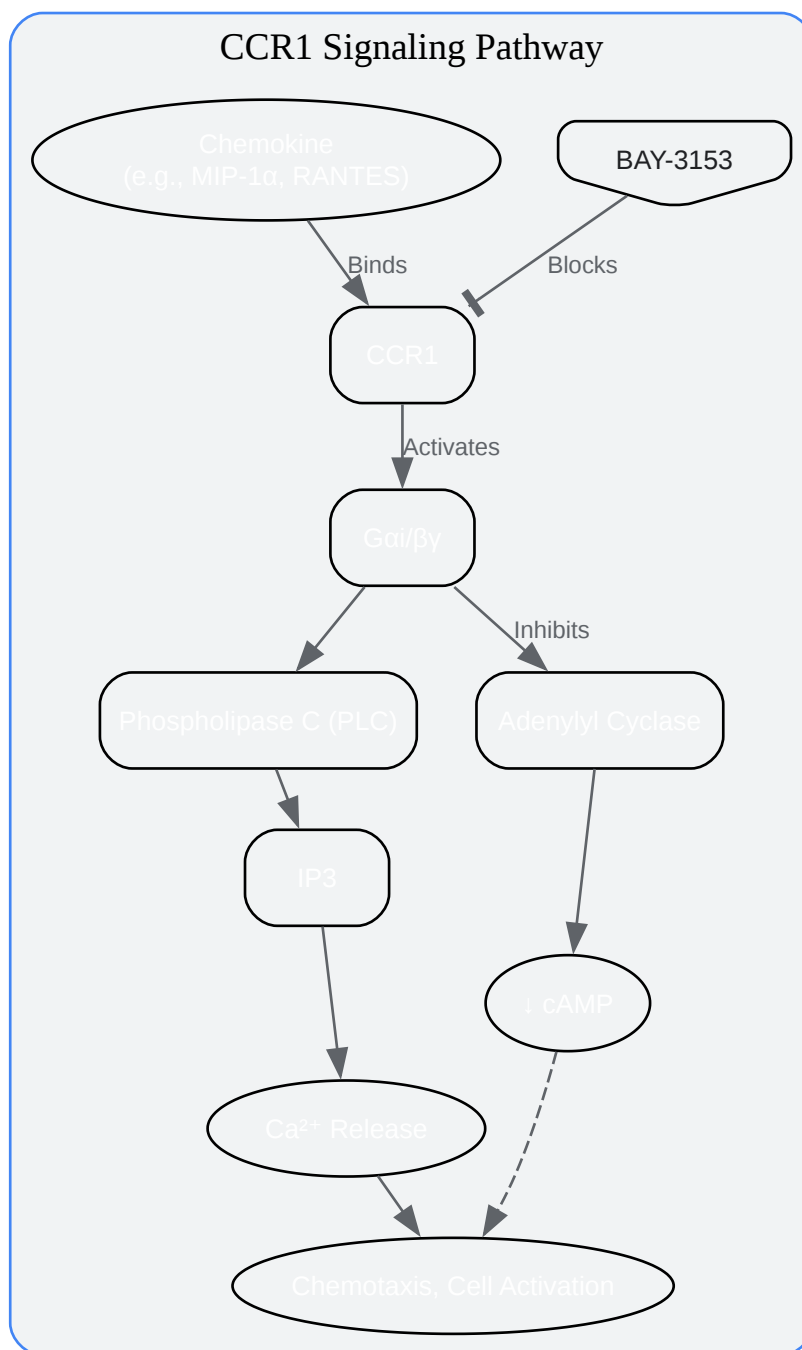 CCR1 Signaling Pathway
Chemokine
(e.g., MIP-1α, RANTES)
BAY-3153
Binds
Blocks
CCR1
Activates
Gαi/βγ
Inhibits
Phospholipase C (PLC)
Adenylyl Cyclase
IP3
↓ cAMP
Ca²⁺ Release
Chemotaxis, Cell Activation